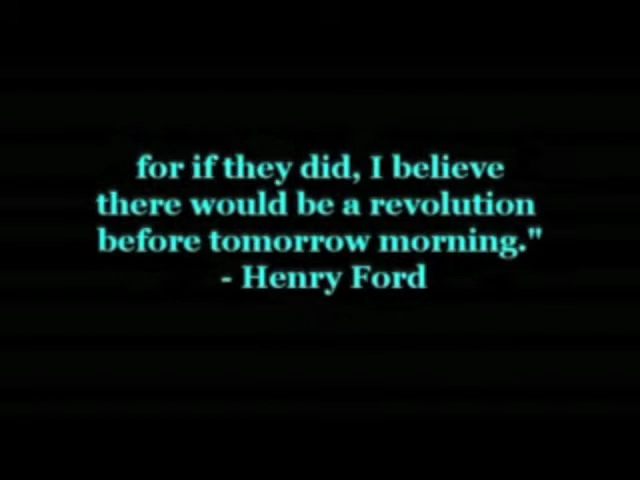 for if they did, I believe
there would be a revolution
before tomorrow morning."
- Henry Ford